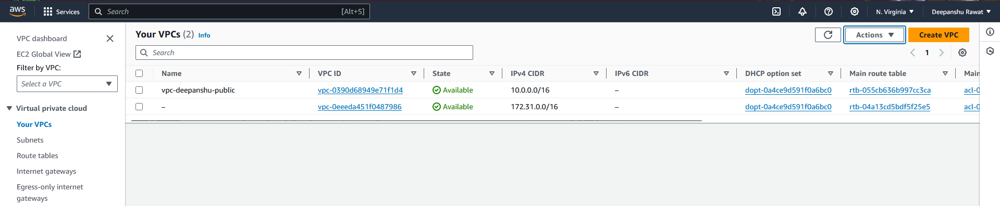 aws
Services
Search [Alt+S]
N. Virginia
Deepanshu Rawat
VPC dashboard
EC2 Global View
Filter by VPC:
Select a VPC
Virtual private cloud
Your VPCs
Subnets
Route tables
Internet gateways
Egress-only internet
gateways
Your VPCs (2) Info
Actions
Create VPC
Search
1
Name VPC ID State IPv4 CIDR IPv6 CIDR DHCP option set Main route table Main
vpc-deepanshu-public vpc-0390d68949e71f1d4 Available 10.0.0.0/16 – dopt-0a4ce9d591f0a6bc0 rtb-055cb636b997cc3ca acl-0
– vpc-0eeeda451f0487986 Available 172.31.0.0/16 – dopt-0a4ce9d591f0a6bc0 rtb-04a13cd5bdf5f25e5 acl-0